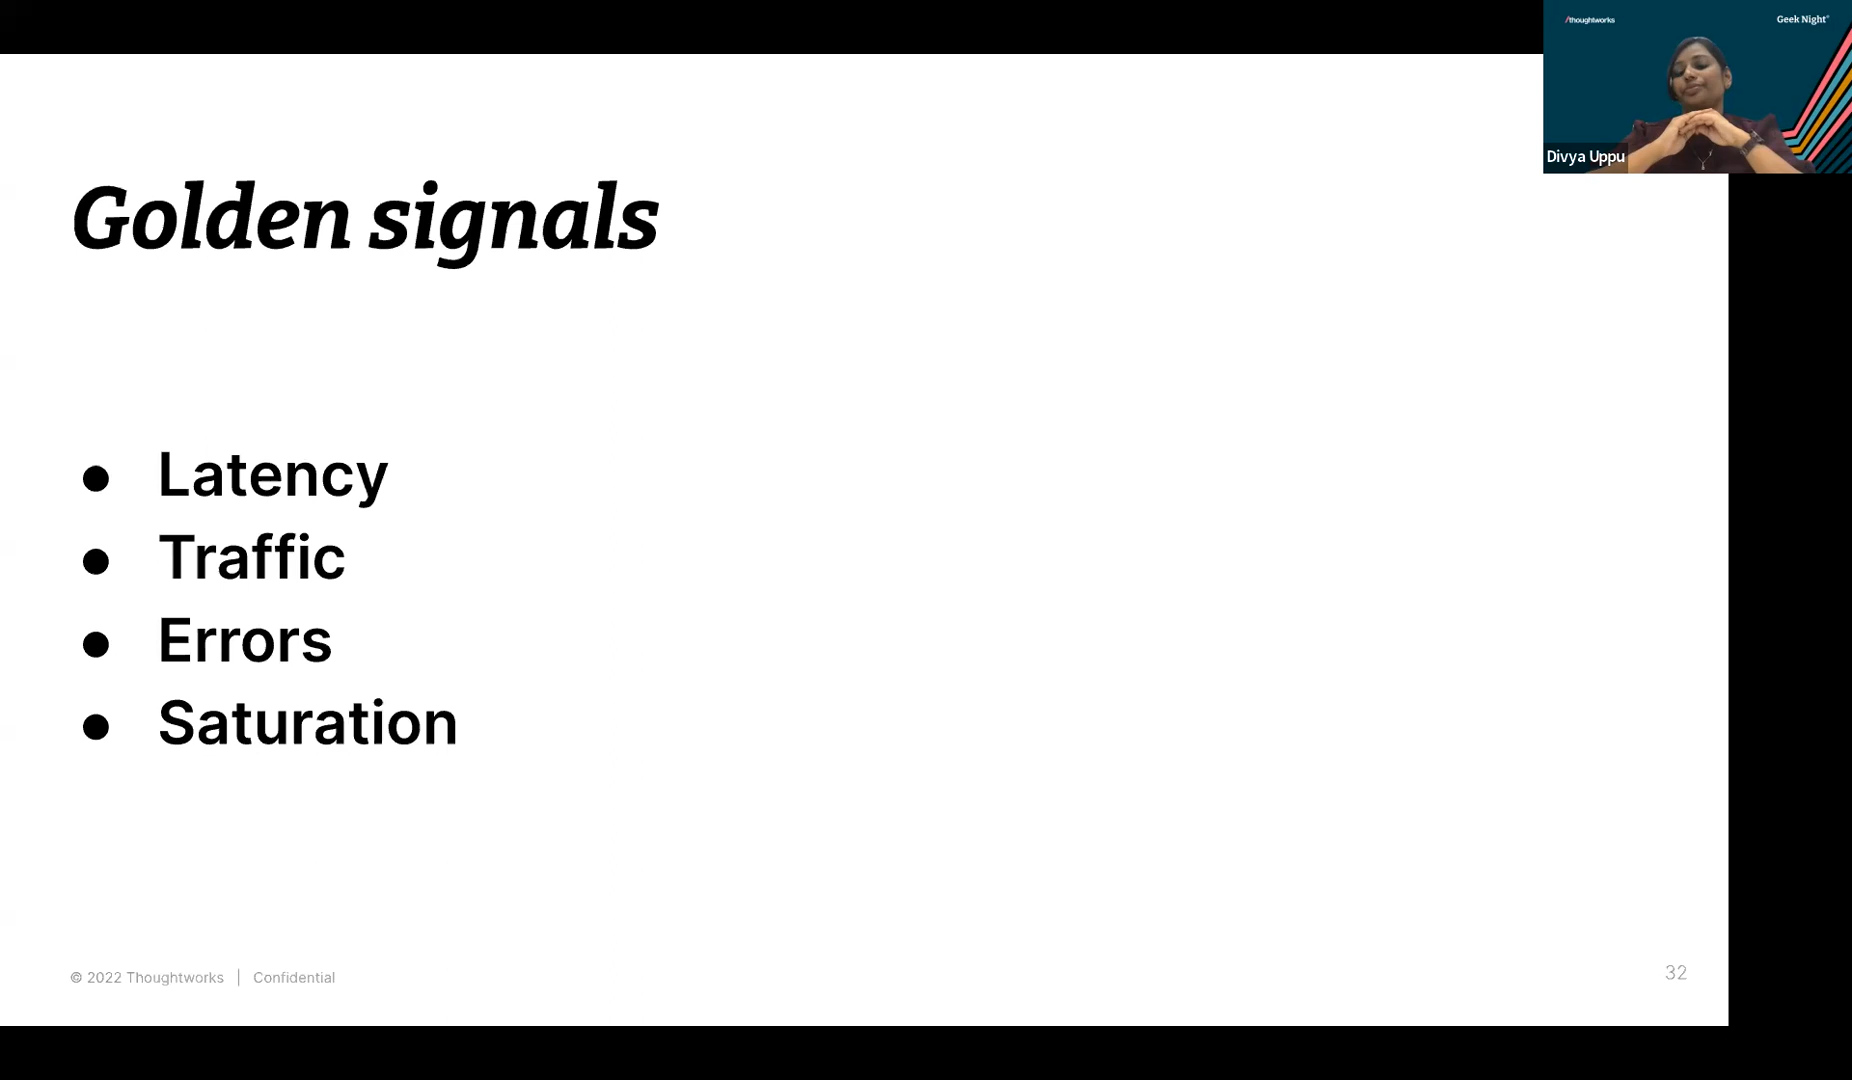 /thoughtworks
Geek Night®
Divya Uppu
Golden signals
● Latency
● Traffic
● Errors
● Saturation
© 2022 Thoughtworks | Confidential
32